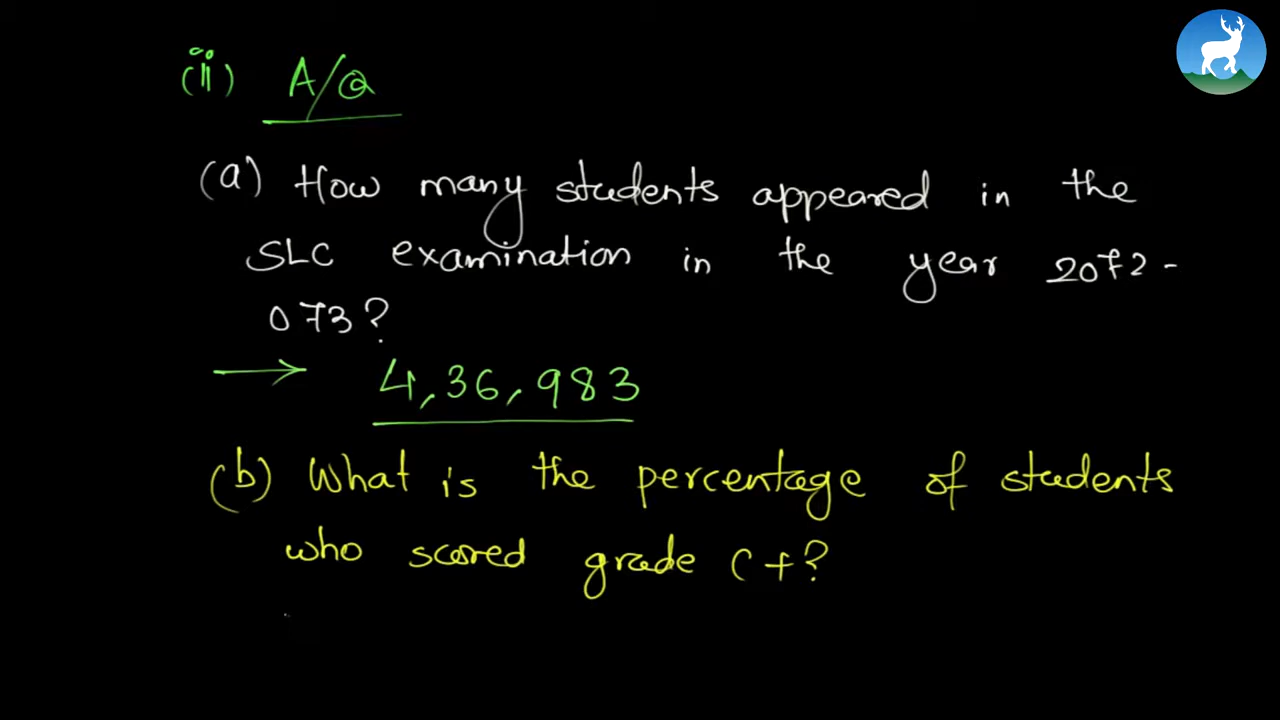 (ii) A/Q
(a) How many students appeared in the
SLC examination in the year 2072-
073?
→ 4,36,983
(b) What is the percentage of students
who scored grade C+?